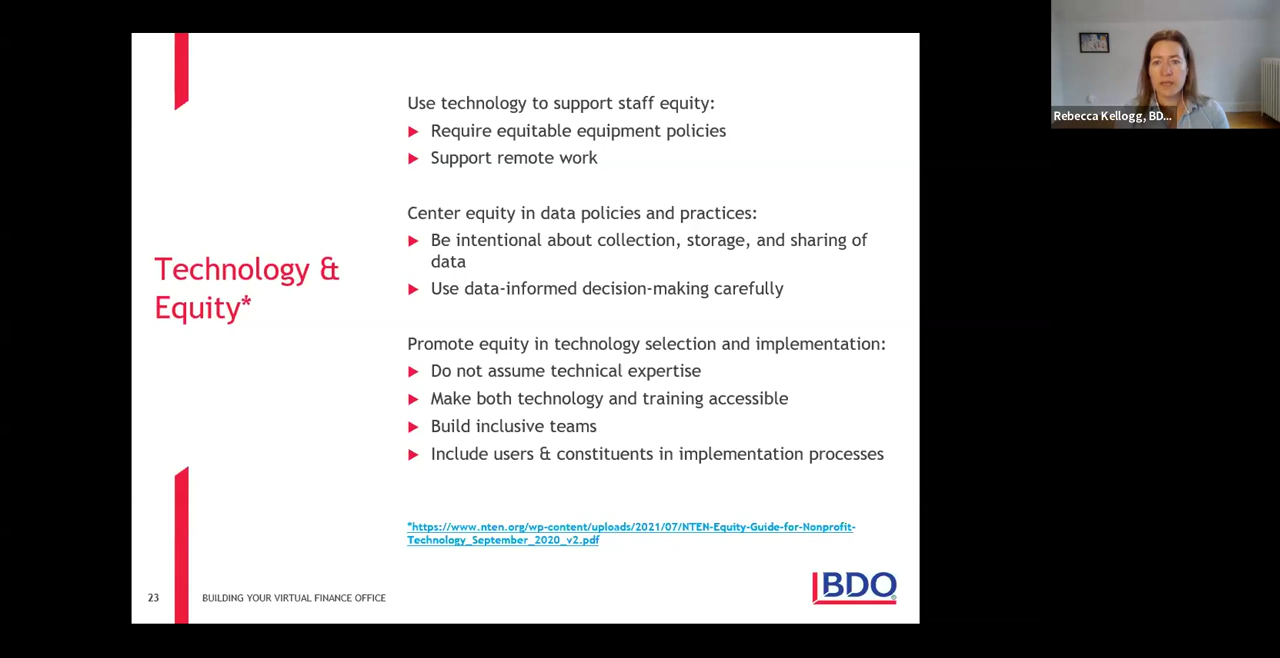 Use technology to support staff equity:
Require equitable equipment policies
Support remote work
Center equity in data policies and practices:
Be intentional about collection, storage, and sharing of
data
Use data-informed decision-making carefully
Technology &
Equity*
Promote equity in technology selection and implementation:
Do not assume technical expertise
Make both technology and training accessible
Build inclusive teams
Include users & constituents in implementation processes
*https://www.nten.org/wp-content/uploads/2021/07/NTEN-Equity-Guide-for-Nonprofit-
Technology_September_2020_v2.pdf
23
BUILDING YOUR VIRTUAL FINANCE OFFICE
BDO
Rebecca Kellogg, BD...